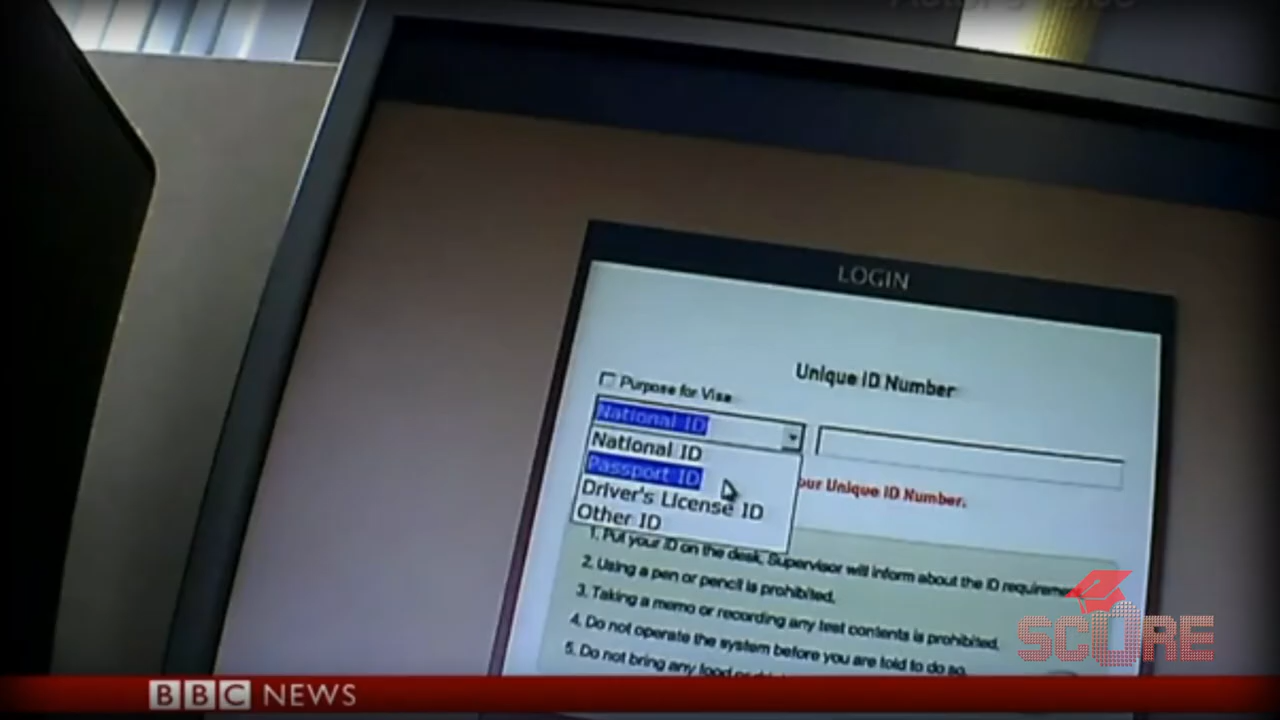 LOGIN
Unique ID Number
Purpose for Visa
National ID
National ID
Passport ID
Driver's License ID
Other ID
our Unique ID Number.
1. Put your ID on the desk, Supervisor will inform about the ID requirement
2. Using a pen or pencil is prohibited.
3. Taking a memo or recording any test contents is prohibited.
4. Do not operate the system before you are told to do so.
5. Do not bring any food or
SCORE
BBC NEWS